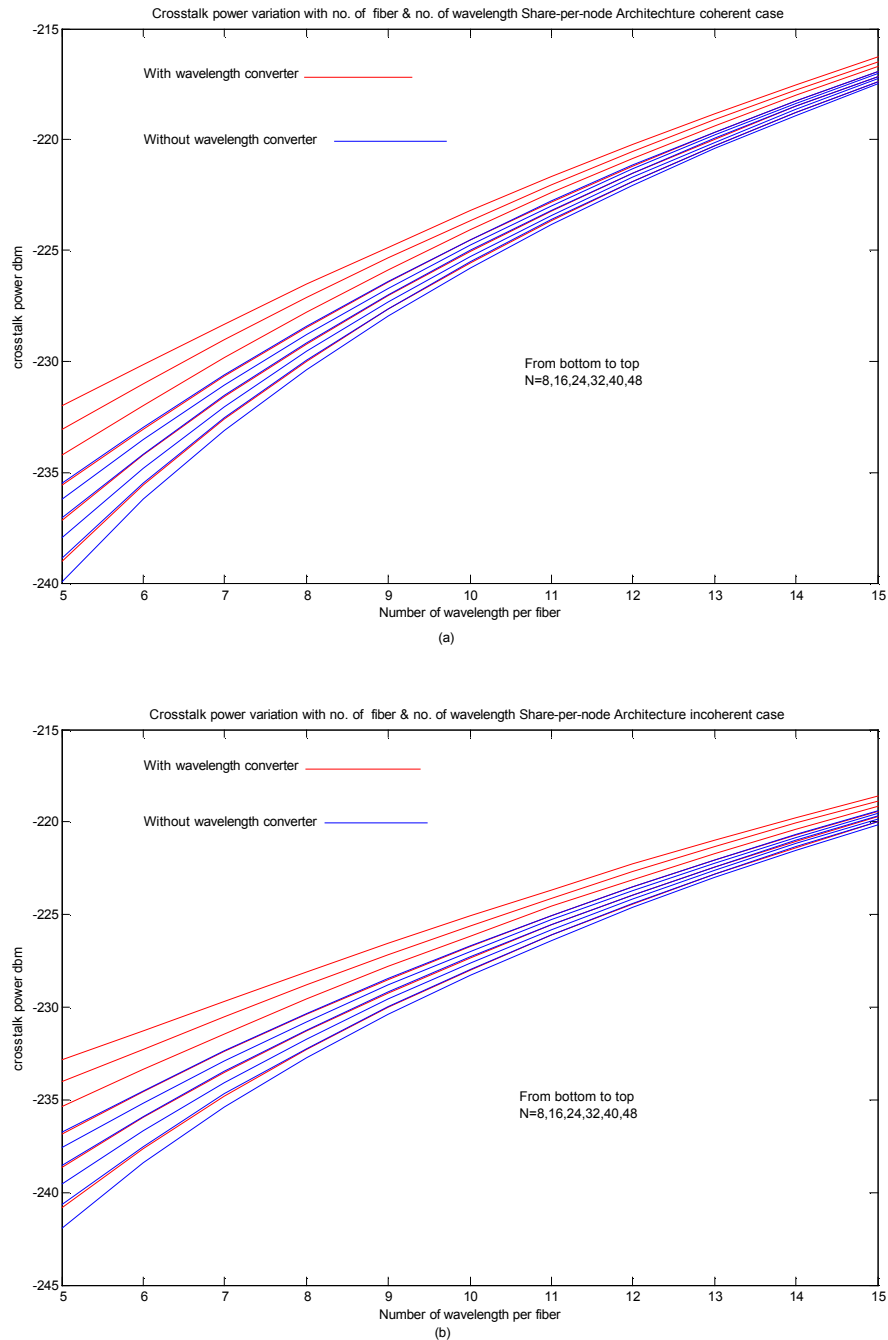 Crosstalk power variation with no. of fiber & no. of wavelength Share-per-node Architechture coherent case
-215
With wavelength converter
-220
Without wavelength converter
-225
crosstalk power dbm
-230
From bottom to top
N=8,16,24,32,40,48
-235
-240
5 6 7 8 9 10 11 12 13 14 15
Number of wavelength per fiber
(a)
Crosstalk power variation with no. of fiber & no. of wavelength Share-per-node Architecture incoherent case
-215
With wavelength converter
-220
Without wavelength converter
-225
crosstalk power dbm
-230
-235
From bottom to top
N=8,16,24,32,40,48
-240
-245
5 6 7 8 9 10 11 12 13 14 15
Number of wavelength per fiber
(b)